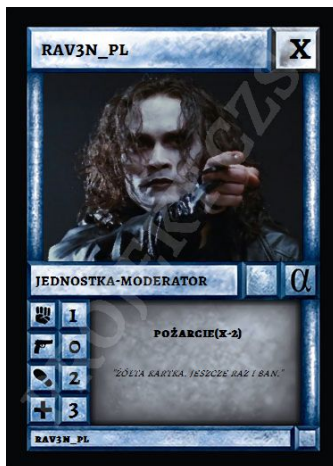 RAV3N_PL
X
JEDNOSTKA-MODERATOR
α
1
0
2
3
POŻARCIE(X-2)
"ŻÓŁTA KARTKA, JESZCZE RAZ I BAN."
RAV3N_PL